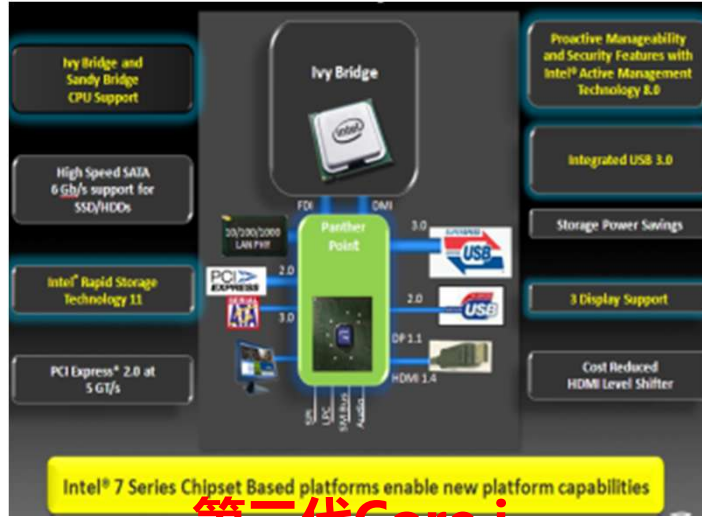 Ivy Bridge and
Sandy Bridge
CPU Support
High Speed SATA
6 Gb/s support for
SSD/HDDs
Intel® Rapid Storage
Technology 11
PCI Express* 2.0 at
5 GT/s
Ivy Bridge
intel
FDI
DMI
Panther
Point
10/100/1000
LAN PHY
2.0
PCI
EXPRESS
SERIAL
ATA
3.0
3.0
USB
2.0
USB
DP 1.1
HDMI 1.4
SPI
LPC
SM Bus
Audio
Proactive Manageability
and Security Features with
Intel® Active Management
Technology 8.0
Integrated USB 3.0
Storage Power Savings
3 Display Support
Cost Reduced
HDMI Level Shifter
Intel® 7 Series Chipset Based platforms enable new platform capabilities